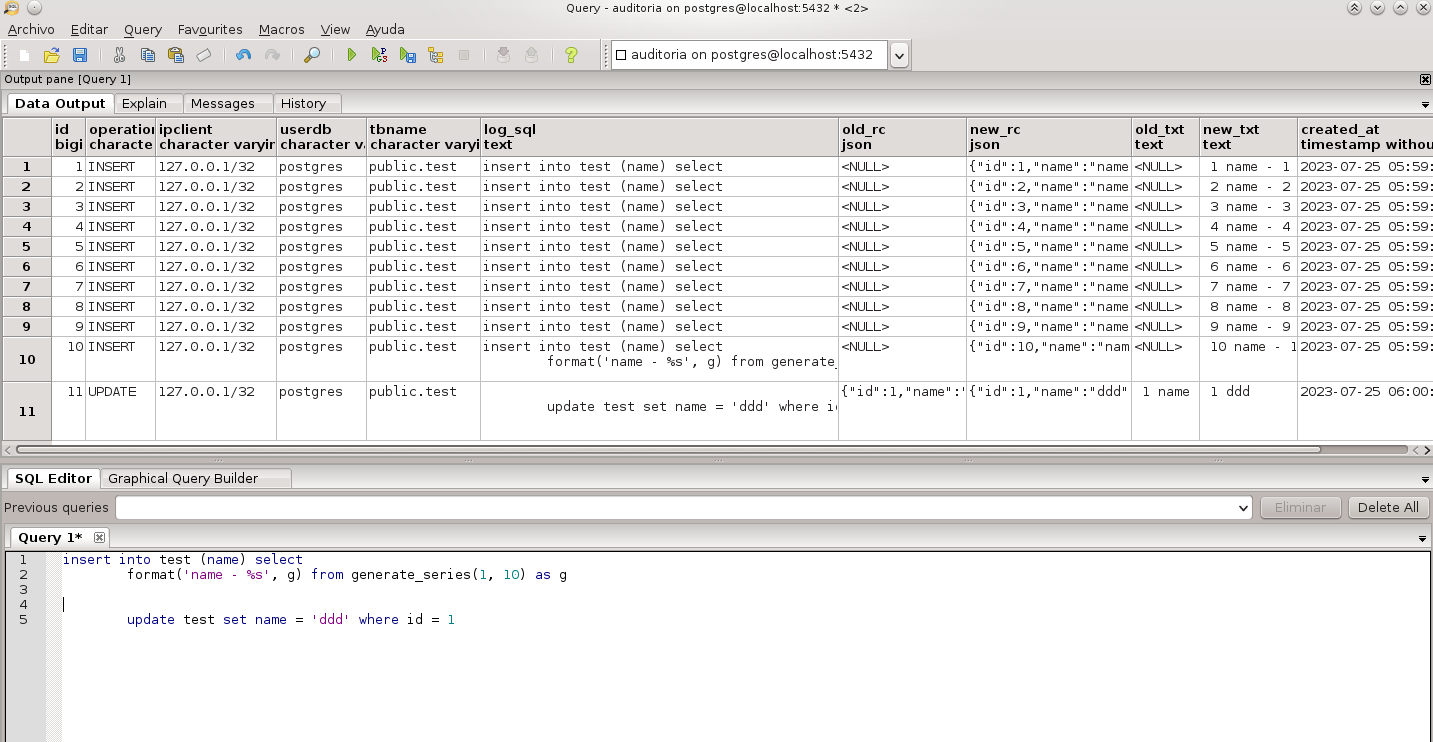 Query - auditoria on postgres@localhost:5432 * <2>
Archivo Editar Query Favourites Macros View Ayuda
auditoria on postgres@localhost:5432
Output pane [Query 1]
Data Output Explain Messages History
id operation ipclient userdb tbname log_sql old_rc new_rc old_txt new_txt created_at
bigi characte character varyin character va character varyi text json json text text timestamp withou
1 1 INSERT 127.0.0.1/32 postgres public.test insert into test (name) select <NULL> {"id":1,"name":"name <NULL> 1 name - 1 2023-07-25 05:59:
2 2 INSERT 127.0.0.1/32 postgres public.test insert into test (name) select <NULL> {"id":2,"name":"name <NULL> 2 name - 2 2023-07-25 05:59:
3 3 INSERT 127.0.0.1/32 postgres public.test insert into test (name) select <NULL> {"id":3,"name":"name <NULL> 3 name - 3 2023-07-25 05:59:
4 4 INSERT 127.0.0.1/32 postgres public.test insert into test (name) select <NULL> {"id":4,"name":"name <NULL> 4 name - 4 2023-07-25 05:59:
5 5 INSERT 127.0.0.1/32 postgres public.test insert into test (name) select <NULL> {"id":5,"name":"name <NULL> 5 name - 5 2023-07-25 05:59:
6 6 INSERT 127.0.0.1/32 postgres public.test insert into test (name) select <NULL> {"id":6,"name":"name <NULL> 6 name - 6 2023-07-25 05:59:
7 7 INSERT 127.0.0.1/32 postgres public.test insert into test (name) select <NULL> {"id":7,"name":"name <NULL> 7 name - 7 2023-07-25 05:59:
8 8 INSERT 127.0.0.1/32 postgres public.test insert into test (name) select <NULL> {"id":8,"name":"name <NULL> 8 name - 8 2023-07-25 05:59:
9 9 INSERT 127.0.0.1/32 postgres public.test insert into test (name) select <NULL> {"id":9,"name":"name <NULL> 9 name - 9 2023-07-25 05:59:
10 10 INSERT 127.0.0.1/32 postgres public.test insert into test (name) select <NULL> {"id":10,"name":"nam <NULL> 10 name - 1 2023-07-25 05:59:
format('name - %s', g) from generate_
11 11 UPDATE 127.0.0.1/32 postgres public.test {"id":1,"name":' {"id":1,"name":"ddd" 1 name 1 ddd 2023-07-25 06:00:
update test set name = 'ddd' where i
SQL Editor Graphical Query Builder
Previous queries Eliminar Delete All
Query 1*
1 insert into test (name) select
2 format('name - %s', g) from generate_series(1, 10) as g
3
4
5 update test set name = 'ddd' where id = 1